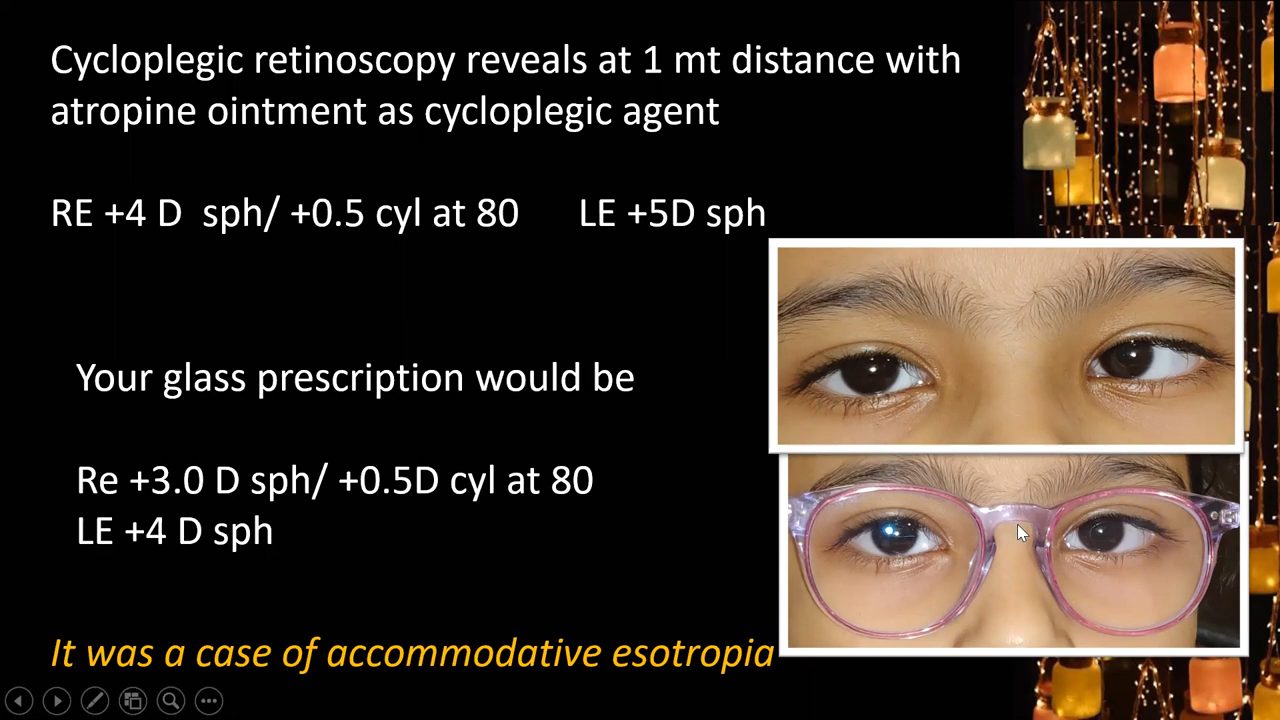 Cycloplegic retinoscopy reveals at 1 mt distance with
atropine ointment as cycloplegic agent
RE +4 D sph/ +0.5 cyl at 80 LE +5D sph
Your glass prescription would be
Re +3.0 D sph/ +0.5D cyl at 80
LE +4 D sph
It was a case of accommodative esotropia